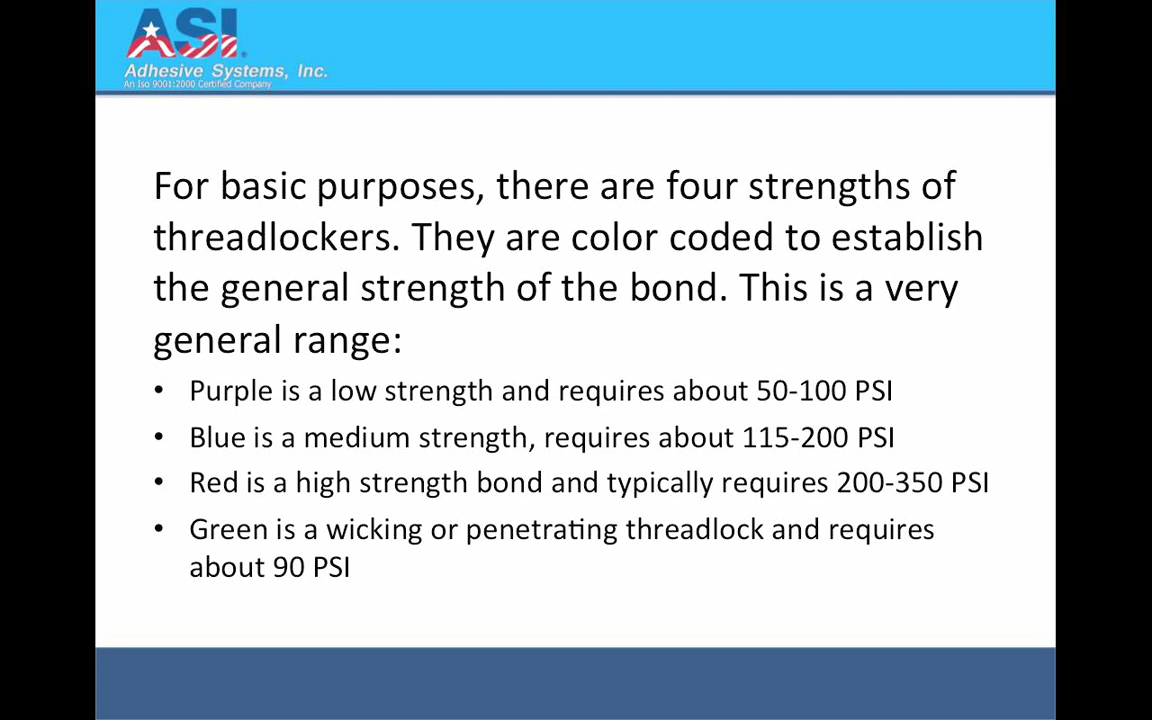 ASI
Adhesive Systems, Inc.
An Iso 9001:2000 Certified Company
For basic purposes, there are four strengths of
threadlockers. They are color coded to establish
the general strength of the bond. This is a very
general range:
• Purple is a low strength and requires about 50-100 PSI
• Blue is a medium strength, requires about 115-200 PSI
• Red is a high strength bond and typically requires 200-350 PSI
• Green is a wicking or penetrating threadlock and requires
about 90 PSI